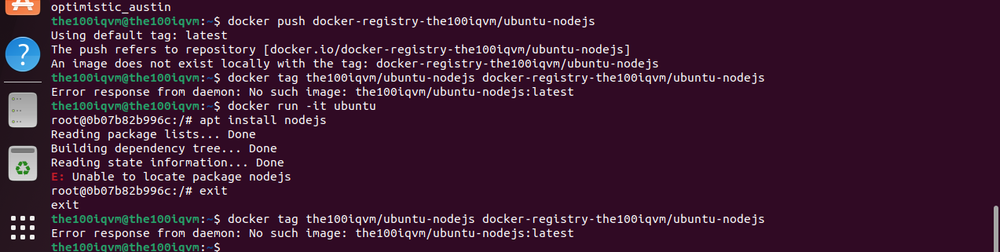 optimistic_austin
the100iqvm@the100iqvm:~$ docker push docker-registry-the100iqvm/ubuntu-nodejs
Using default tag: latest
The push refers to repository [docker.io/docker-registry-the100iqvm/ubuntu-nodejs]
An image does not exist locally with the tag: docker-registry-the100iqvm/ubuntu-nodejs
the100iqvm@the100iqvm:~$ docker tag the100iqvm/ubuntu-nodejs docker-registry-the100iqvm/ubuntu-nodejs
Error response from daemon: No such image: the100iqvm/ubuntu-nodejs:latest
the100iqvm@the100iqvm:~$ docker run -it ubuntu
root@0b07b82b996c:/# apt install nodejs
Reading package lists... Done
Building dependency tree... Done
Reading state information... Done
E: Unable to locate package nodejs
root@0b07b82b996c:/# exit
exit
the100iqvm@the100iqvm:~$ docker tag the100iqvm/ubuntu-nodejs docker-registry-the100iqvm/ubuntu-nodejs
Error response from daemon: No such image: the100iqvm/ubuntu-nodejs:latest
the100iqvm@the100iqvm:~$